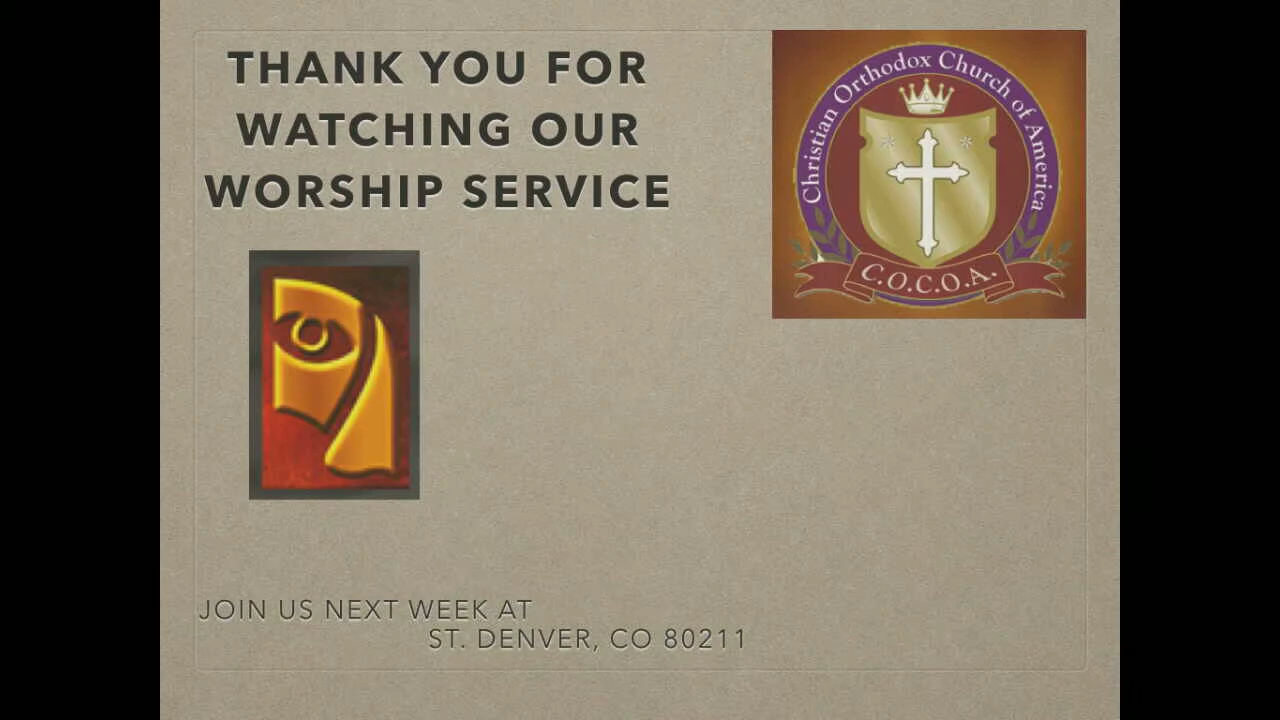 THANK YOU FOR
WATCHING OUR
WORSHIP SERVICE
Christian Orthodox Church of America
C.O.C.O.A.
JOIN US NEXT WEEK AT
ST. DENVER, CO 80211